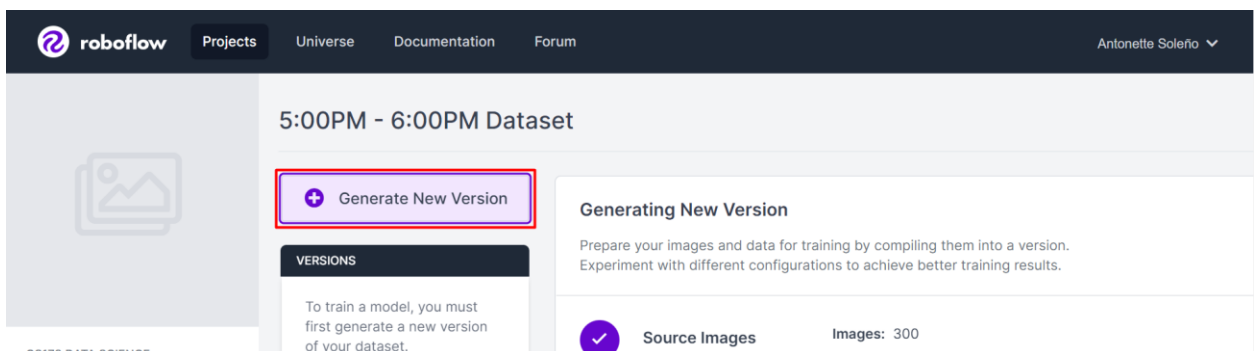 roboflow Projects Universe Documentation Forum Antonette Soleño
5:00PM - 6:00PM Dataset
Generate New Version
VERSIONS
To train a model, you must
first generate a new version
of your dataset.
Generating New Version
Prepare your images and data for training by compiling them into a version.
Experiment with different configurations to achieve better training results.
Source Images Images: 300
DATA SCIENCE